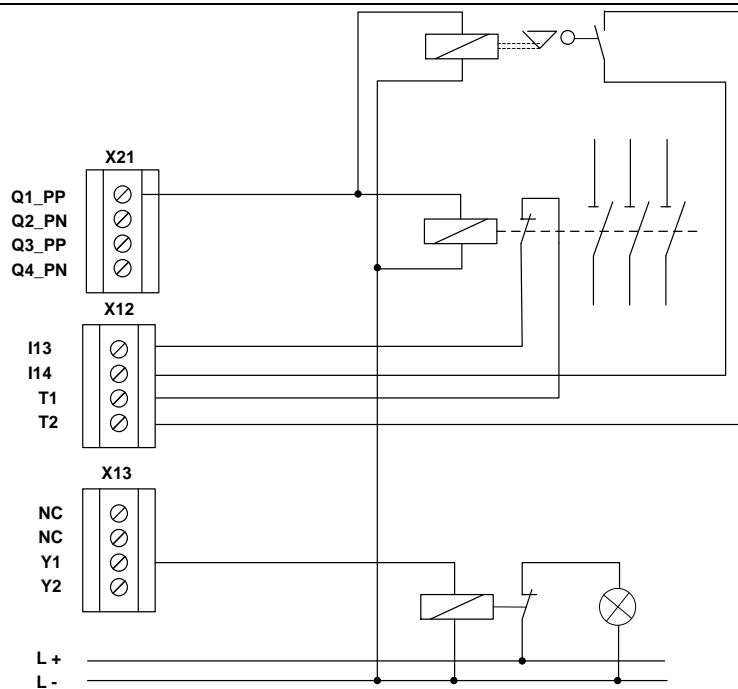 X21
Q1_PP
Q2_PN
Q3_PP
Q4_PN
X12
I13
I14
T1
T2
X13
NC
NC
Y1
Y2
L +
L -